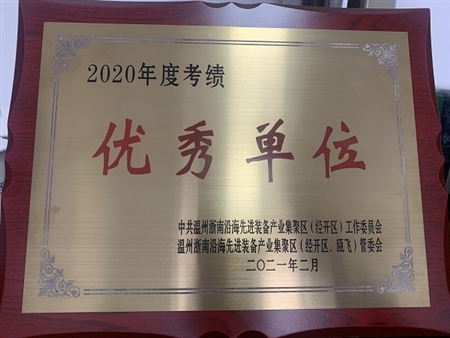 2020年度考绩
优秀单位
中共温州浙南沿海先进装备产业集聚区（经开区）工作委员会
温州浙南沿海先进装备产业集聚区（经开区、瓯飞）管委会
二〇二一年二月